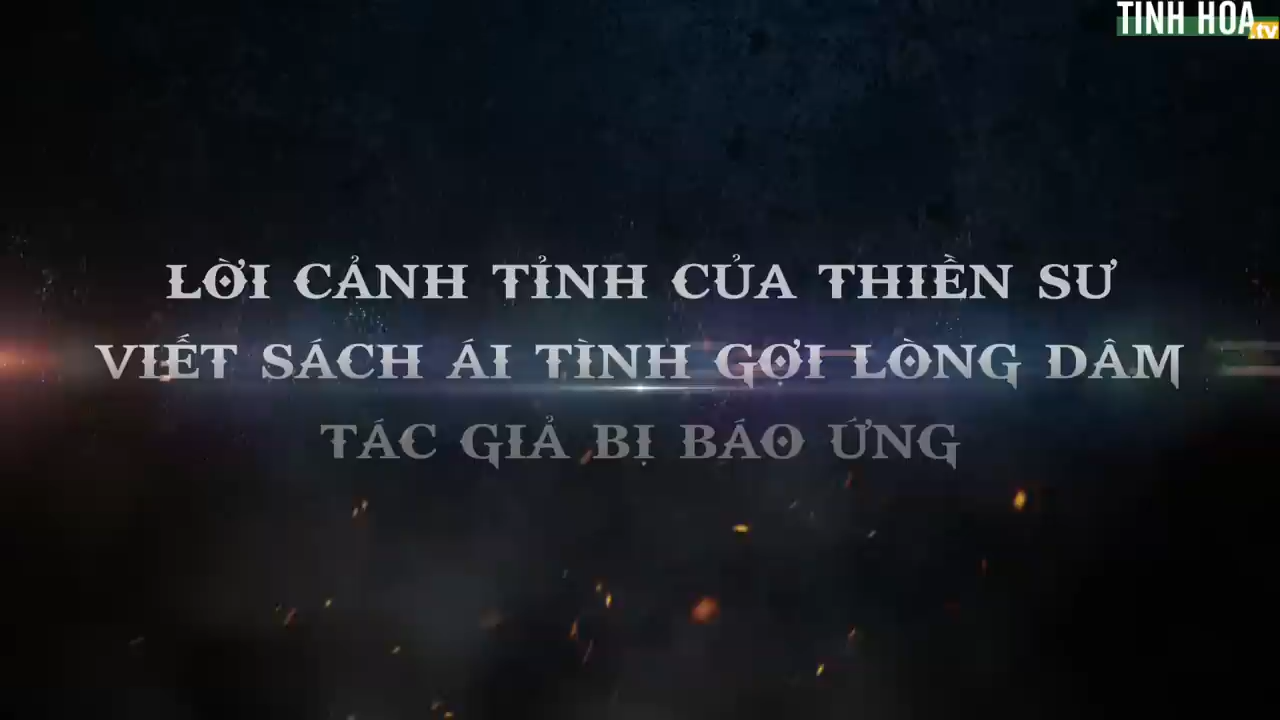 TINH HOA
.tv
LỜI CẢNH TỈNH CỦA THIỀN SƯ
VIẾT SÁCH ÁI TÌNH GỢI LÒNG DÂM
TÁC GIẢ BI BÁO ỨNG